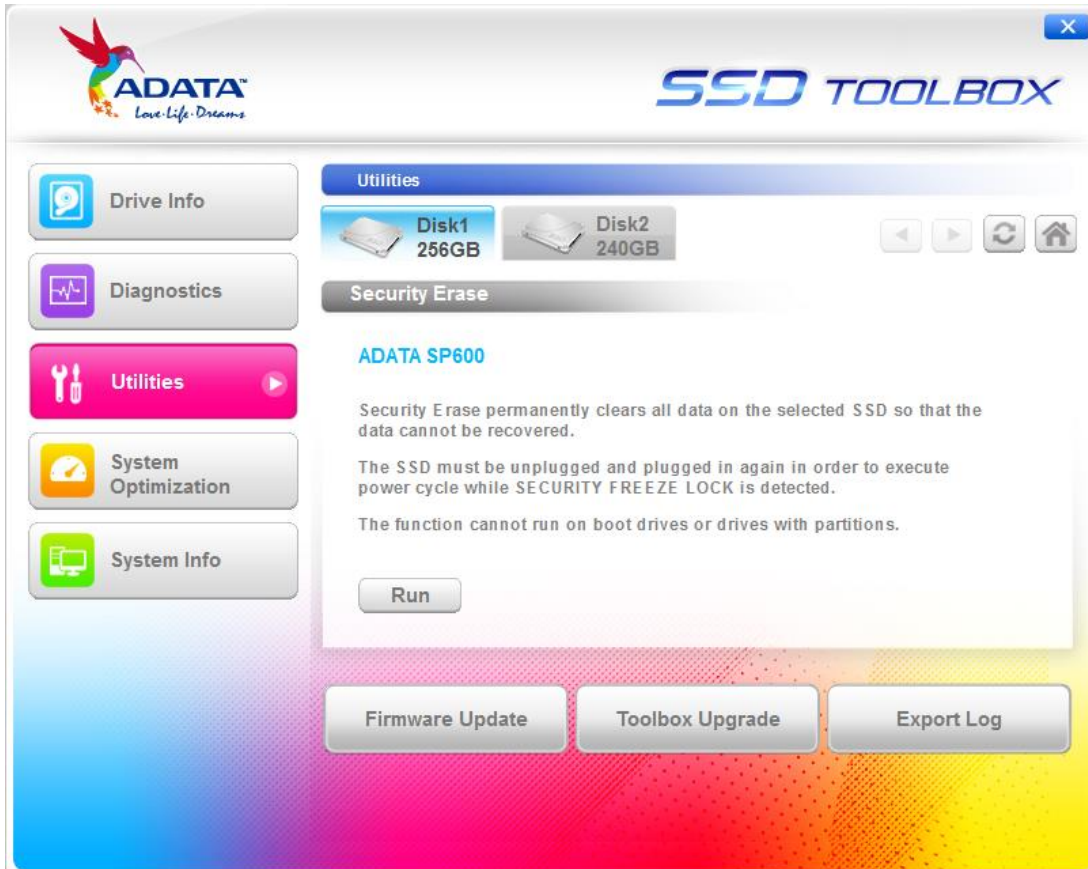 ADATA™
Love·Life·Dreams
SSD TOOLBOX
Drive Info
Diagnostics
Utilities
System
Optimization
System Info
Utilities
Disk1
256GB
Disk2
240GB
Security Erase
ADATA SP600
Security Erase permanently clears all data on the selected SSD so that the
data cannot be recovered.
The SSD must be unplugged and plugged in again in order to execute
power cycle while SECURITY FREEZE LOCK is detected.
The function cannot run on boot drives or drives with partitions.
Run
Firmware Update
Toolbox Upgrade
Export Log